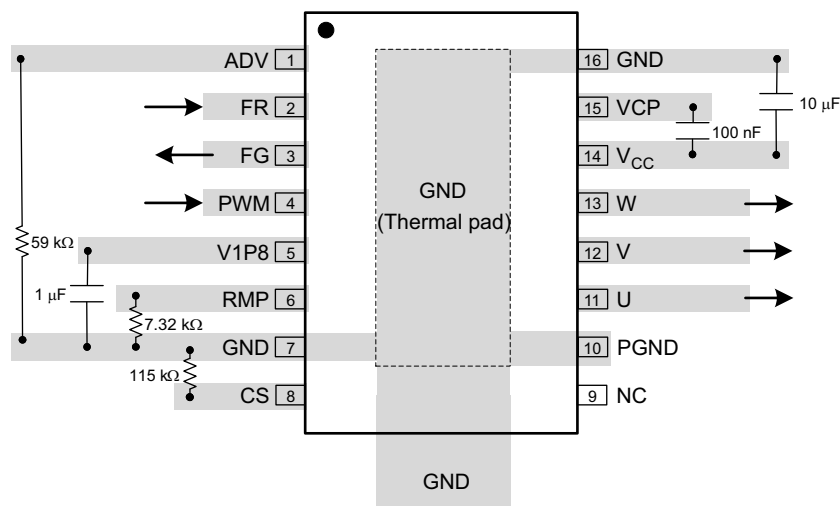 ADV 1
FR 2
FG 3
PWM 4
V1P8 5
RMP 6
GND 7
CS 8
59 kΩ
1 μF
7.32 kΩ
115 kΩ
GND
(Thermal pad)
GND
16 GND
15 VCP
14 VCC
13 W
12 V
11 U
10 PGND
9 NC
100 nF
10 μF